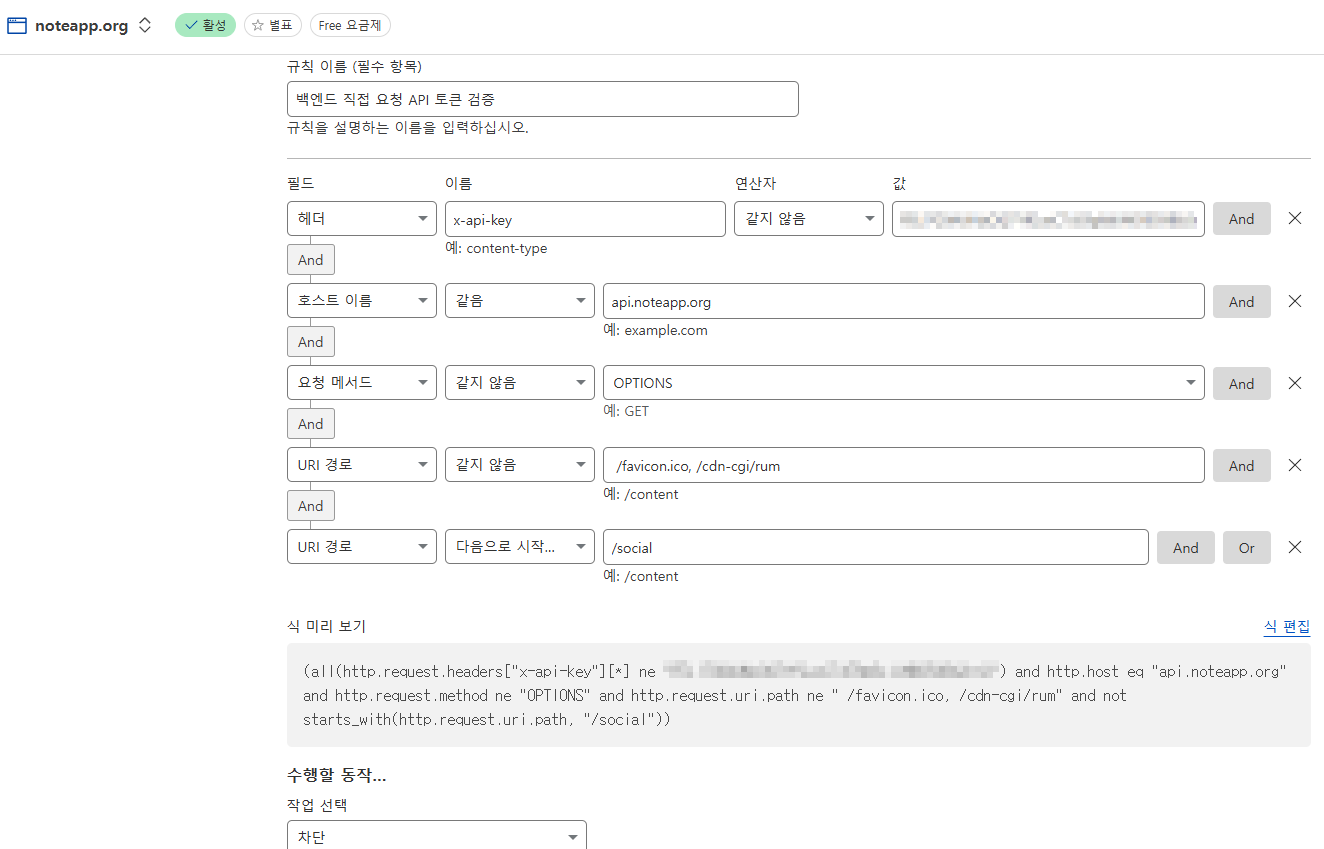 noteapp.org 활성 별표 Free 요금제
규칙 이름 (필수 항목)
백엔드 직접 요청 API 토큰 검증
규칙을 설명하는 이름을 입력하십시오.
필드 이름 연산자 값
헤더 x-api-key 같지 않음 And
예: content-type
And
호스트 이름 같음 api.noteapp.org And
예: example.com
And
요청 메서드 같지 않음 OPTIONS And
예: GET
And
URI 경로 같지 않음 /favicon.ico, /cdn-cgi/rum And
예: /content
And
URI 경로 다음으로 시작... /social And Or
예: /content
식 미리 보기 식 편집
(all(http.request.headers["x-api-key"][*] ne ) and http.host eq "api.noteapp.org"
and http.request.method ne "OPTIONS" and http.request.uri.path ne " /favicon.ico, /cdn-cgi/rum" and not
starts_with(http.request.uri.path, "/social"))
수행할 동작...
작업 선택
차단